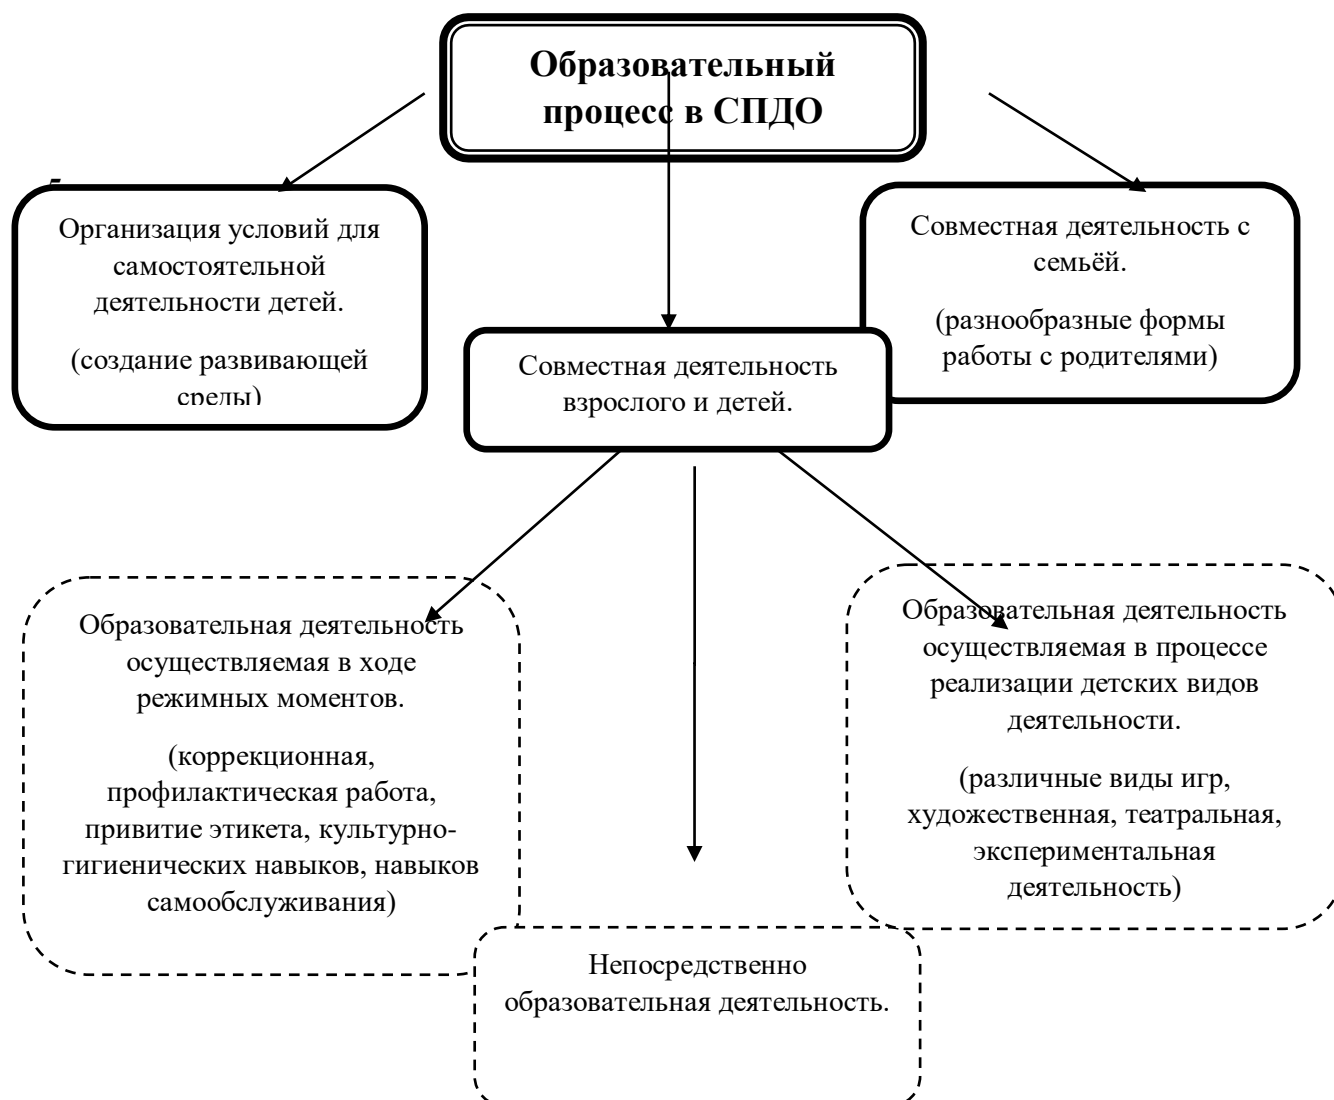 Образовательный
процесс в СПДО
Организация условий для
самостоятельной
деятельности детей.
(создание развивающей
среды)
Совместная деятельность с
семьёй.
(разнообразные формы
работы с родителями)
Совместная деятельность
взрослого и детей.
Образовательная деятельность
осуществляемая в ходе
режимных моментов.
(коррекционная,
профилактическая работа,
привитие этикета, культурно-
гигиенических навыков, навыков
самообслуживания)
Образовательная деятельность
осуществляемая в процессе
реализации детских видов
деятельности.
(различные виды игр,
художественная, театральная,
экспериментальная
деятельность)
Непосредственно
образовательная деятельность.